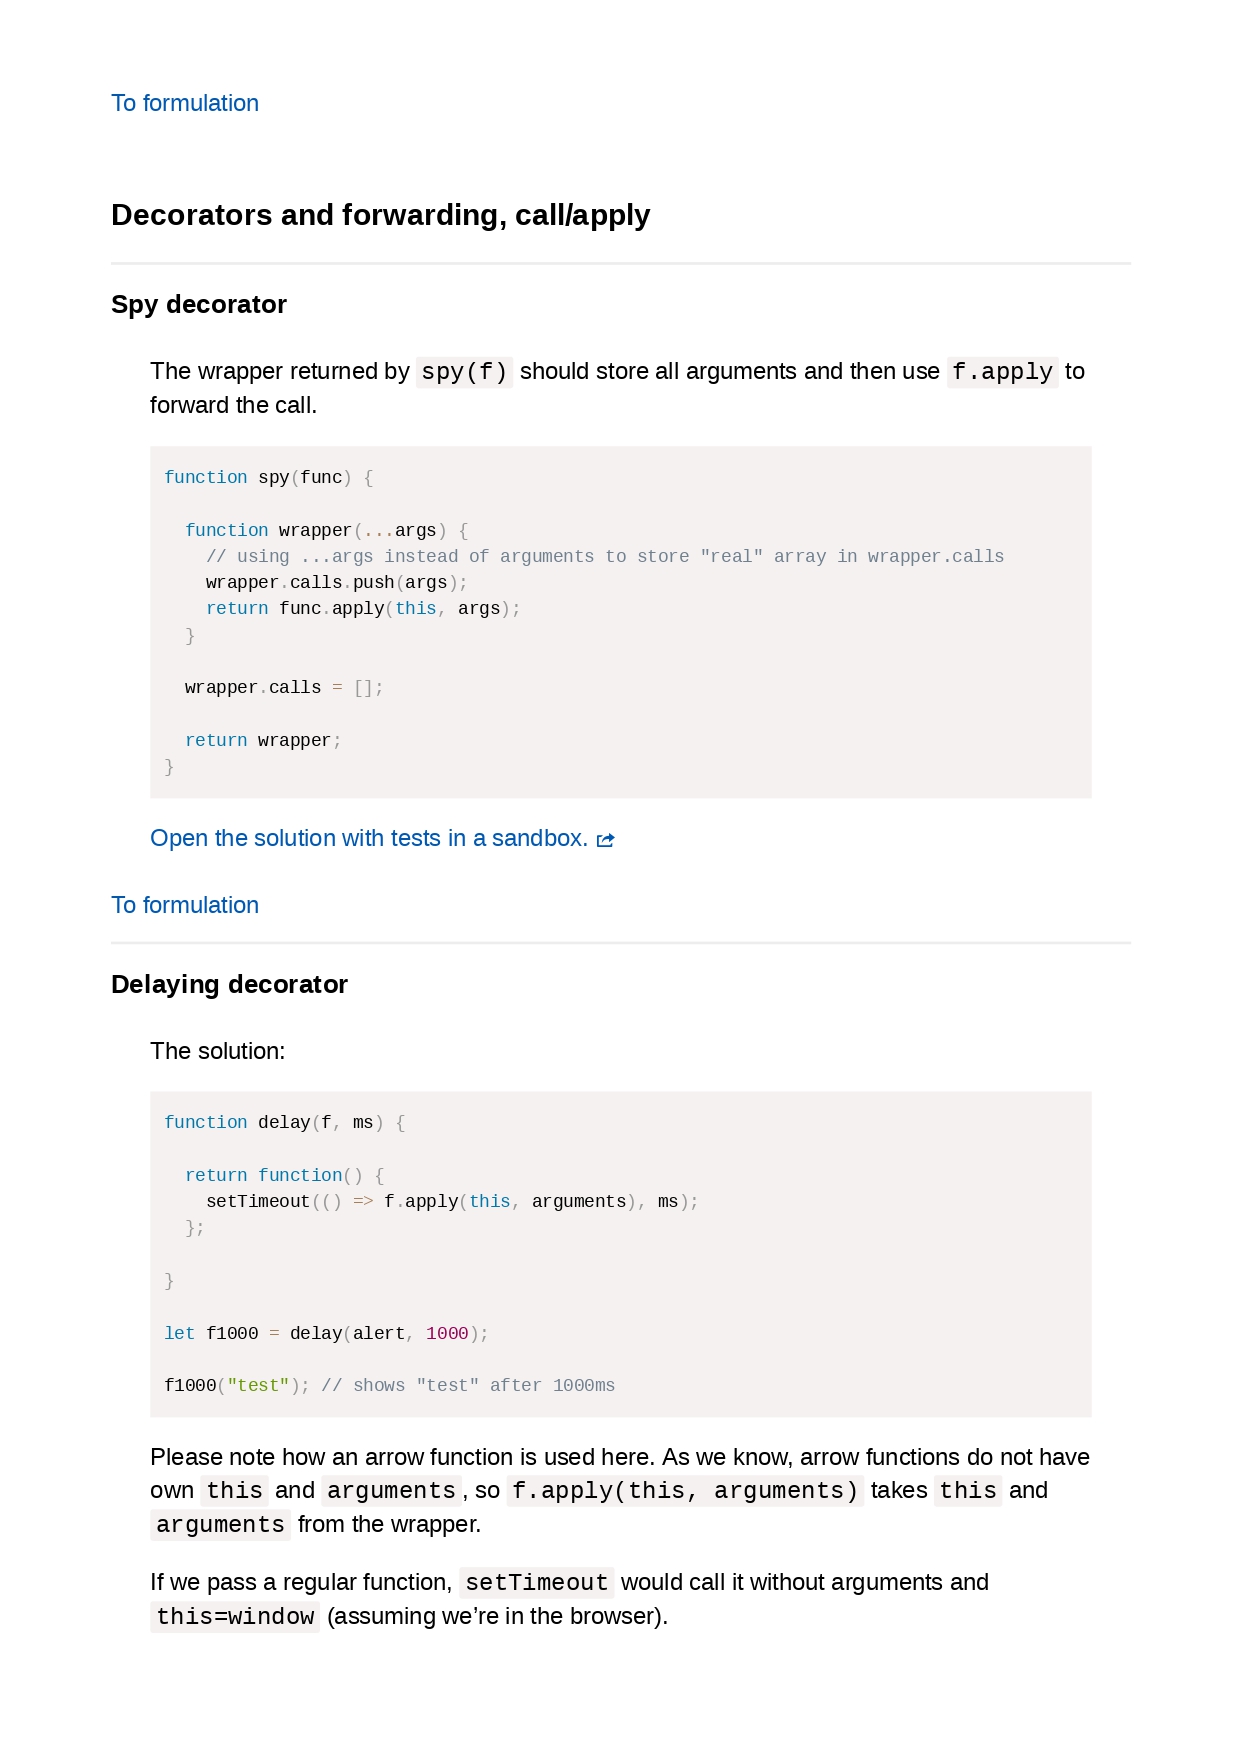 To formulation
Decorators and forwarding, call/apply
Spy decorator
The wrapper returned by spy(f) should store all arguments and then use f.apply to
forward the call.
function spy(func) {
  function wrapper(...args) {
    // using ...args instead of arguments to store "real" array in wrapper.calls
    wrapper.calls.push(args);
    return func.apply(this, args);
  }
  wrapper.calls = [];
  return wrapper;
}
Open the solution with tests in a sandbox.
To formulation
Delaying decorator
The solution:
function delay(f, ms) {
  return function() {
    setTimeout(() => f.apply(this, arguments), ms);
  };
}
let f1000 = delay(alert, 1000);
f1000("test"); // shows "test" after 1000ms
Please note how an arrow function is used here. As we know, arrow functions do not have
own this and arguments, so f.apply(this, arguments) takes this and
arguments from the wrapper.
If we pass a regular function, setTimeout would call it without arguments and
this=window (assuming we’re in the browser).